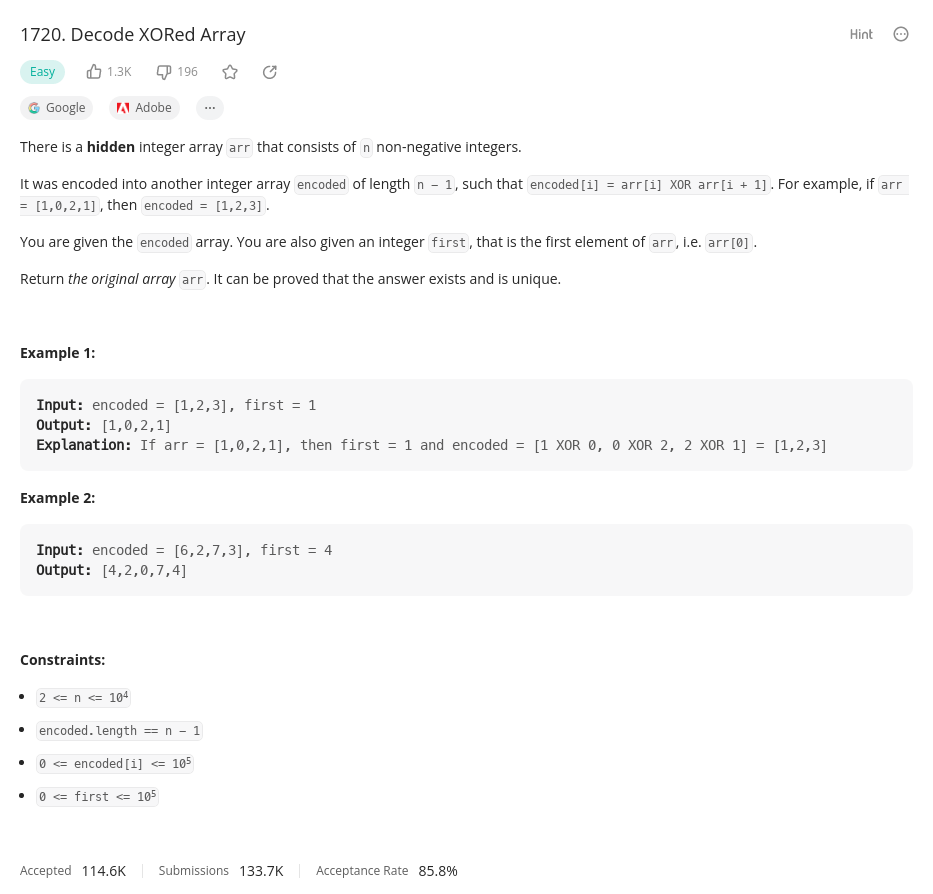 1720. Decode XORed Array
Hint
Easy 1.3K 196
Google Adobe ...
There is a hidden integer array arr that consists of n non-negative integers.
It was encoded into another integer array encoded of length n - 1, such that encoded[i] = arr[i] XOR arr[i + 1]. For example, if arr
= [1,0,2,1], then encoded = [1,2,3].
You are given the encoded array. You are also given an integer first, that is the first element of arr, i.e. arr[0].
Return the original array arr. It can be proved that the answer exists and is unique.
Example 1:
Input: encoded = [1,2,3], first = 1
Output: [1,0,2,1]
Explanation: If arr = [1,0,2,1], then first = 1 and encoded = [1 XOR 0, 0 XOR 2, 2 XOR 1] = [1,2,3]
Example 2:
Input: encoded = [6,2,7,3], first = 4
Output: [4,2,0,7,4]
Constraints:
• 2 <= n <= 10⁴
• encoded.length == n - 1
• 0 <= encoded[i] <= 10⁵
• 0 <= first <= 10⁵
Accepted 114.6K Submissions 133.7K Acceptance Rate 85.8%